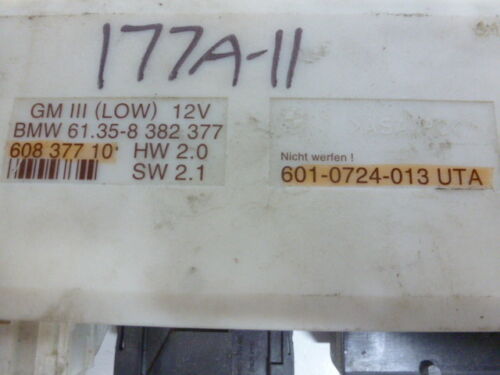 177A-11
GM III (LOW) 12V
BMW 61.35-8 382 377
608 377 10* HW 2.0
SW 2.1
Nicht werfen !
601-0724-013 UTA